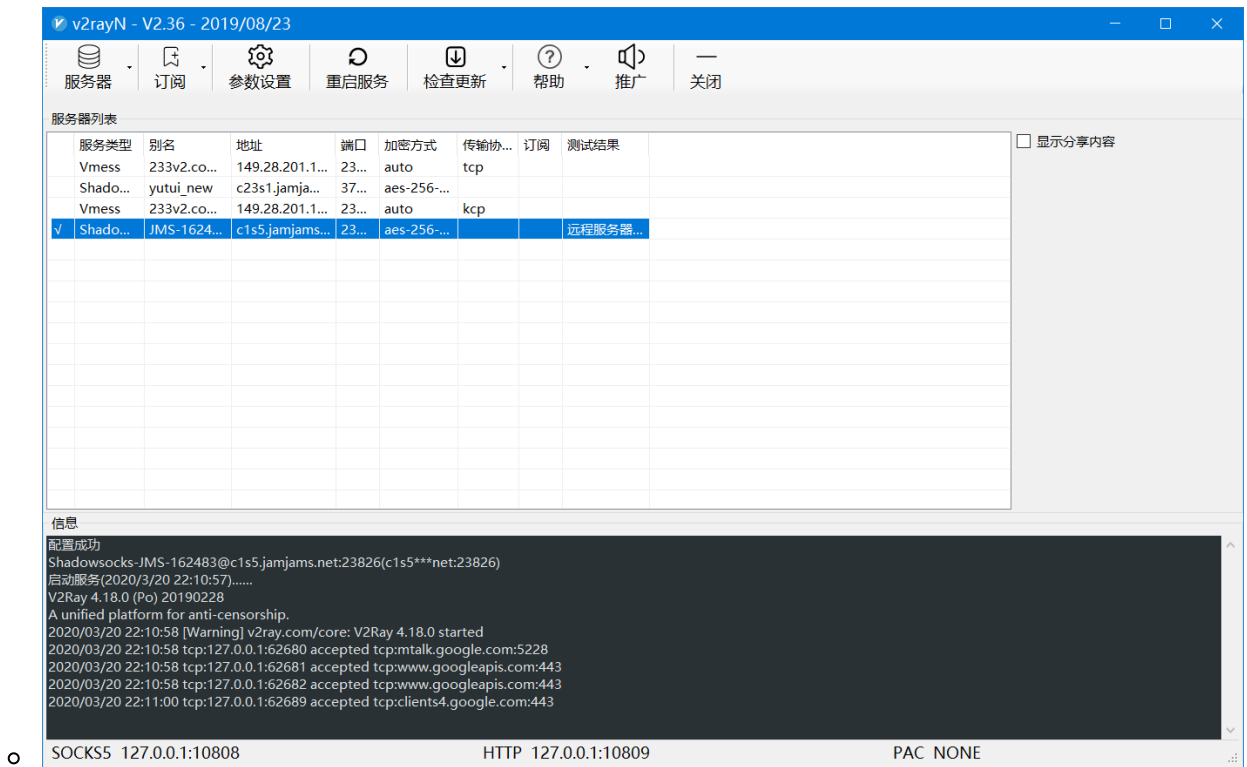 v2rayN - V2.36 - 2019/08/23
服务器 订阅 参数设置 重启服务 检查更新 帮助 推广 关闭
服务器列表
服务类型 别名 地址 端口 加密方式 传输协... 订阅 测试结果
显示分享内容
Vmess 233v2.co... 149.28.201.1... 23... auto tcp
Shado... yutui_new c23s1.jamja... 37... aes-256-...
Vmess 233v2.co... 149.28.201.1... 23... auto kcp
√ Shado... JMS-1624... c1s5.jamjams... 23... aes-256-... 远程服务器...
信息
配置成功
Shadowsocks-JMS-162483@c1s5.jamjams.net:23826(c1s5***net:23826)
启动服务(2020/3/20 22:10:57)......
V2Ray 4.18.0 (Po) 20190228
A unified platform for anti-censorship.
2020/03/20 22:10:58 [Warning] v2ray.com/core: V2Ray 4.18.0 started
2020/03/20 22:10:58 tcp:127.0.0.1:62680 accepted tcp:mtalk.google.com:5228
2020/03/20 22:10:58 tcp:127.0.0.1:62681 accepted tcp:www.googleapis.com:443
2020/03/20 22:10:58 tcp:127.0.0.1:62682 accepted tcp:www.googleapis.com:443
2020/03/20 22:11:00 tcp:127.0.0.1:62689 accepted tcp:clients4.google.com:443
SOCKS5 127.0.0.1:10808 HTTP 127.0.0.1:10809 PAC NONE